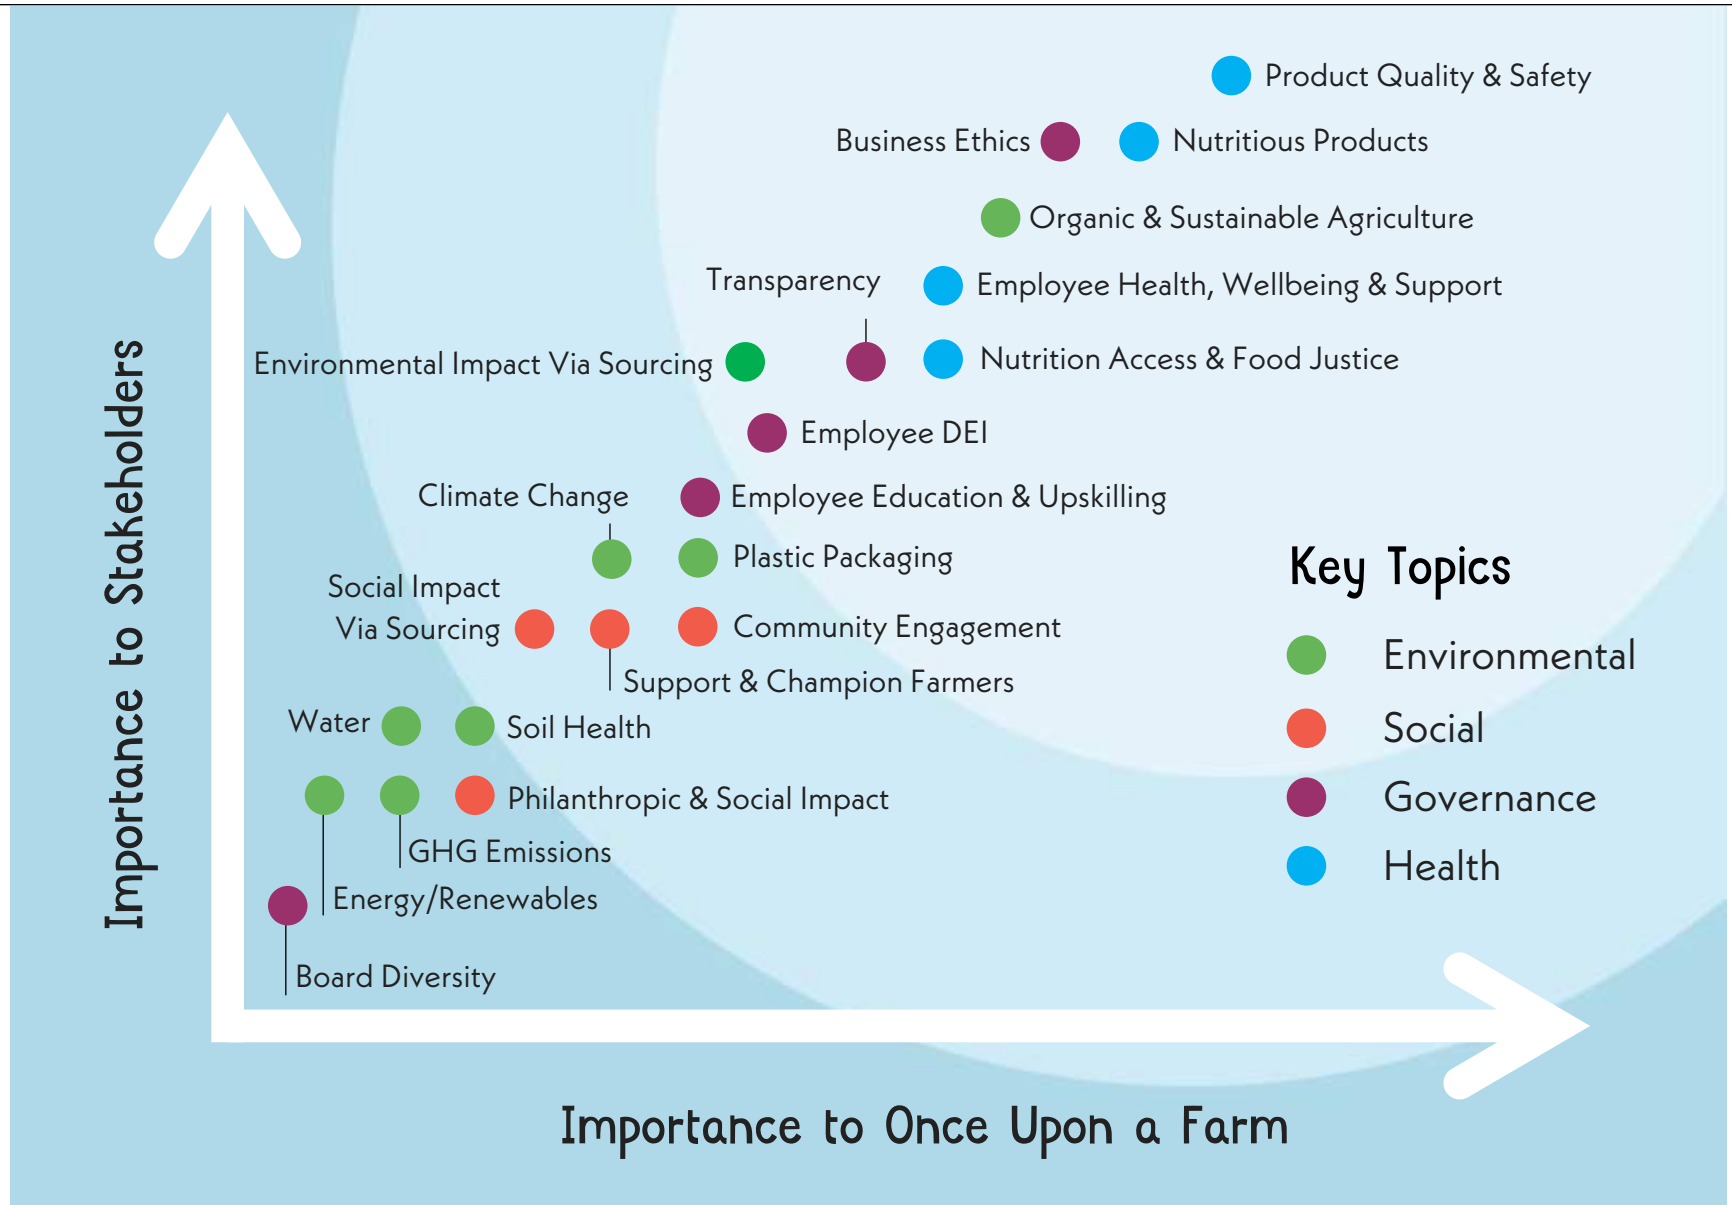 Product Quality & Safety
Business Ethics
Nutritious Products
Organic & Sustainable Agriculture
Transparency
Employee Health, Wellbeing & Support
Environmental Impact Via Sourcing
Nutrition Access & Food Justice
Employee DEI
Climate Change
Employee Education & Upskilling
Plastic Packaging
Social Impact
Via Sourcing
Community Engagement
Support & Champion Farmers
Water
Soil Health
Philanthropic & Social Impact
GHG Emissions
Energy/Renewables
Board Diversity
Key Topics
Environmental
Social
Governance
Health
Importance to Stakeholders
Importance to Once Upon a Farm